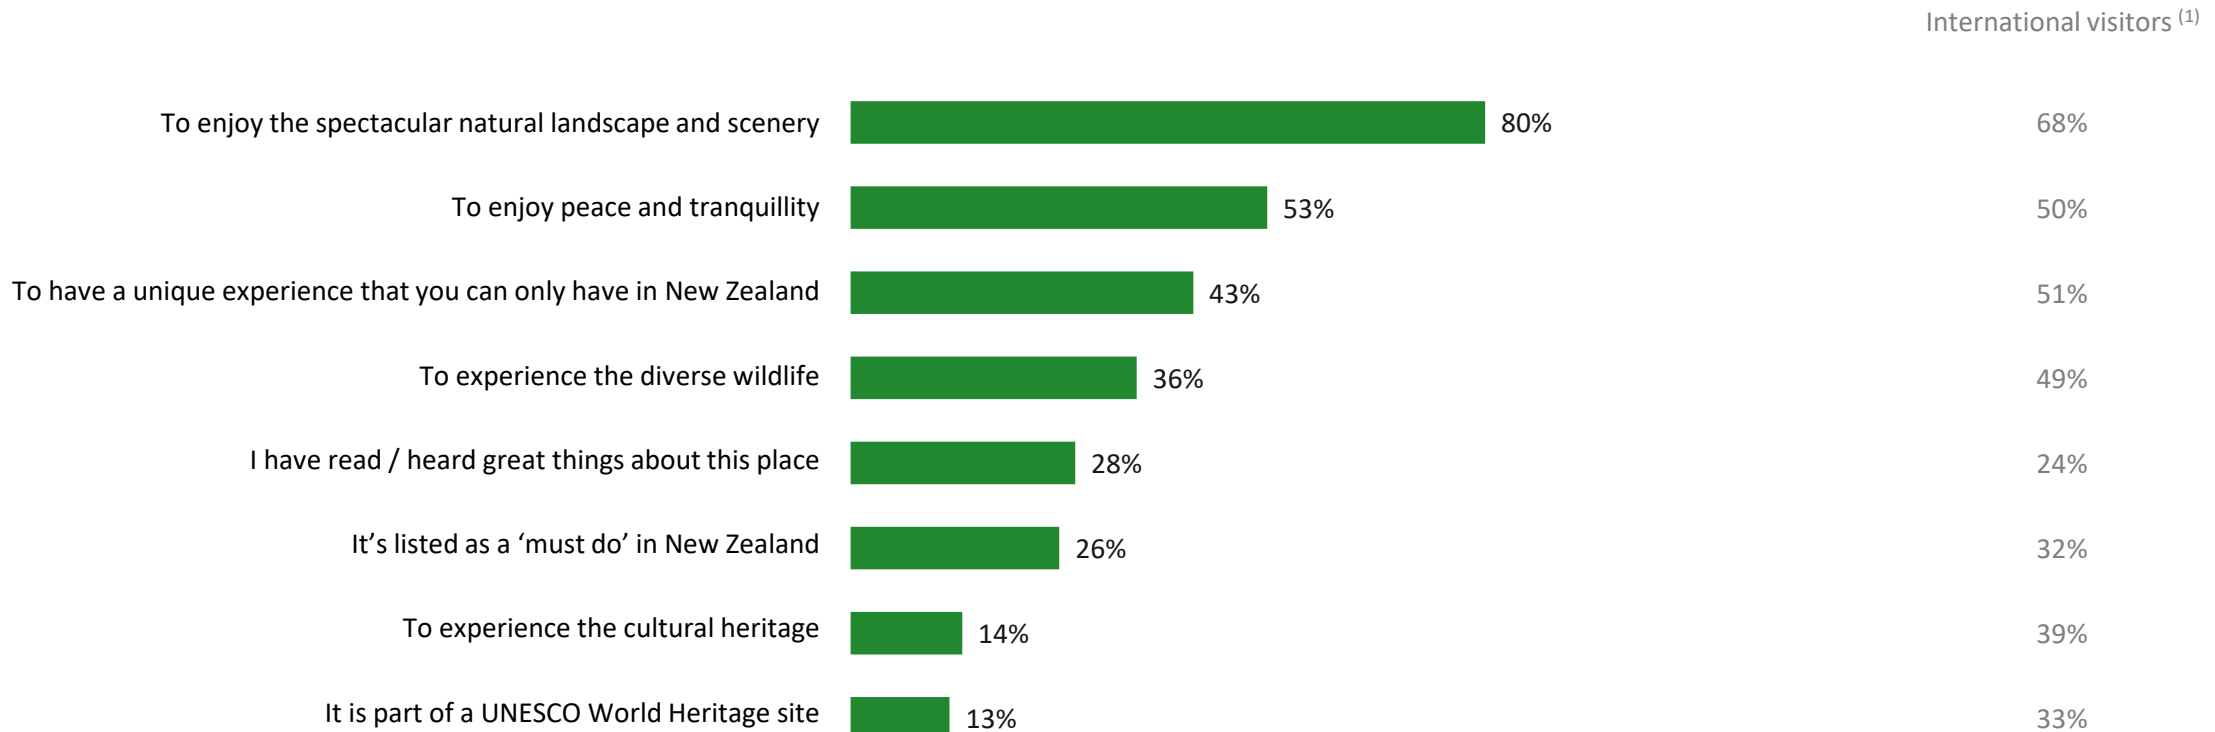 International visitors (1)
To enjoy the spectacular natural landscape and scenery 80% 68%
To enjoy peace and tranquillity 53% 50%
To have a unique experience that you can only have in New Zealand 43% 51%
To experience the diverse wildlife 36% 49%
I have read / heard great things about this place 28% 24%
It’s listed as a ‘must do’ in New Zealand 26% 32%
To experience the cultural heritage 14% 39%
It is part of a UNESCO World Heritage site 13% 33%